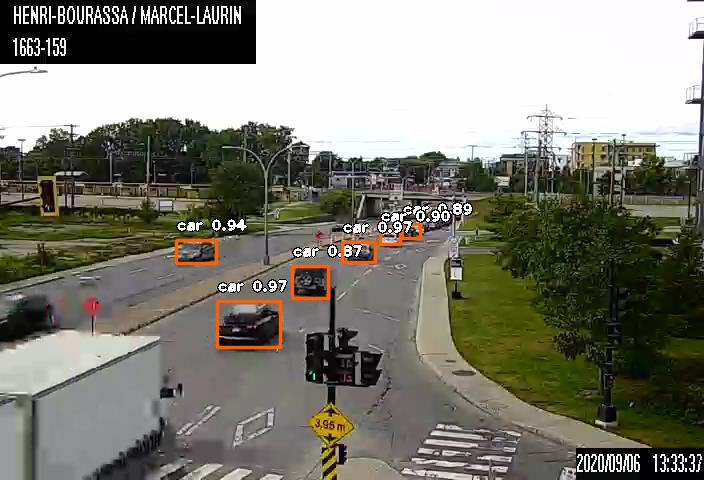 HENRI-BOURASSA / MARCEL-LAURIN
1663-159
car 0.89
car 0.90
car 0.97
car 0.94
car 0.87
car 0.97
3,95 m
2020/09/06 13:33:37